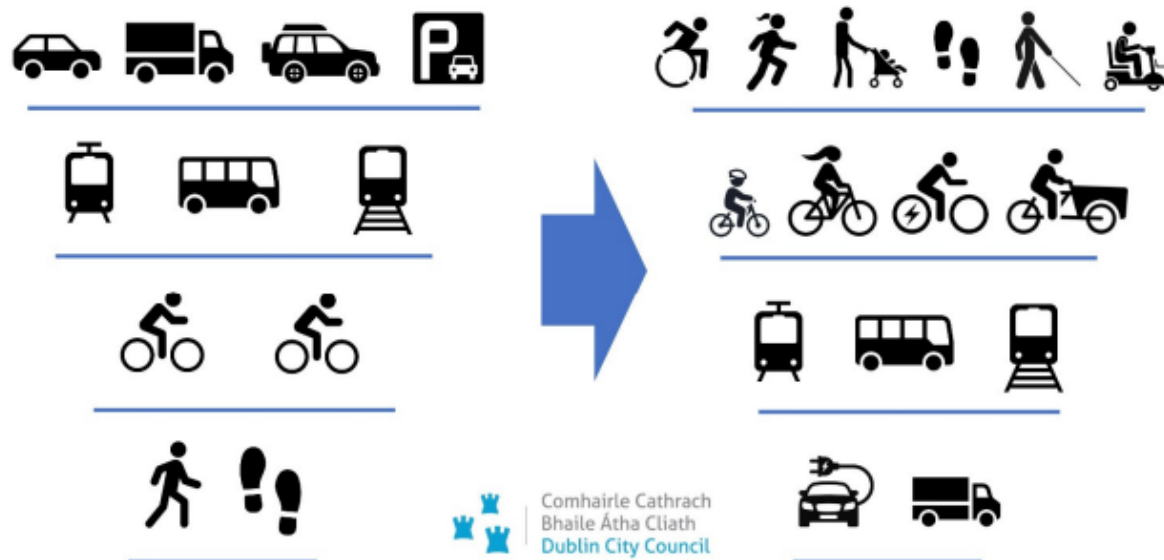 P
Comhairle Cathrach
Bhaile Átha Cliath
Dublin City Council